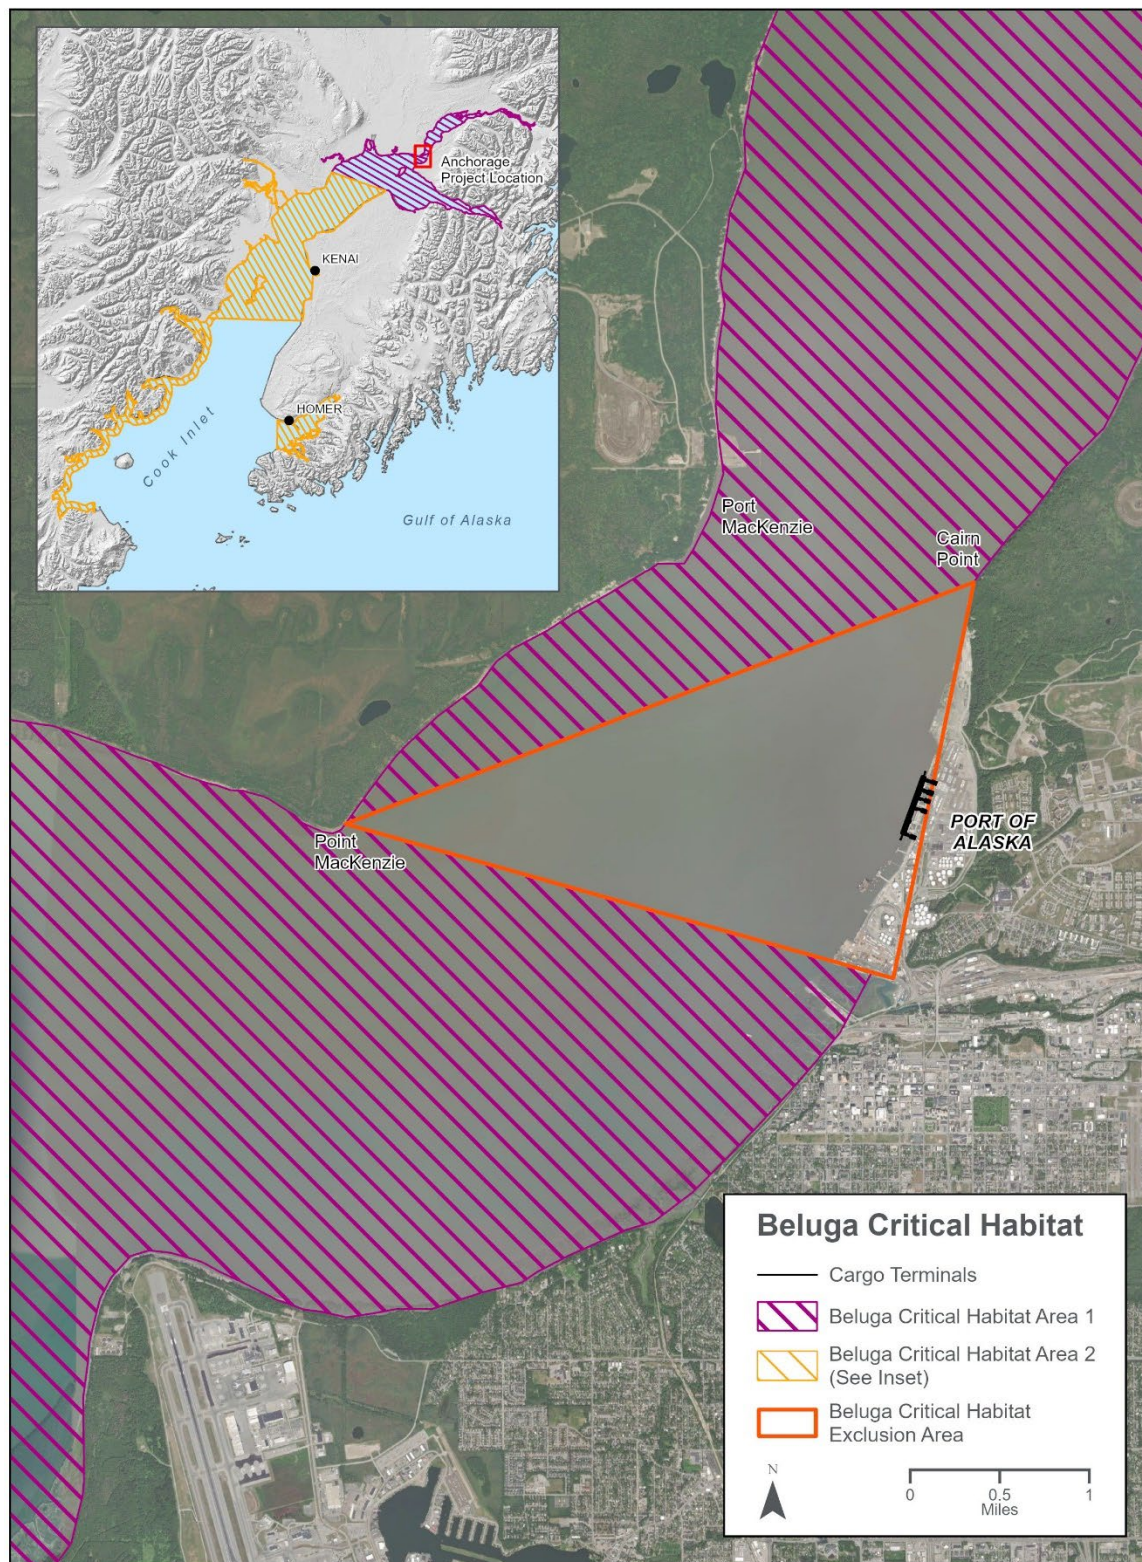 Anchorage
Project Location
KENAI
HOMER
Cook Inlet
Gulf of Alaska
Port
MacKenzie
Cairn
Point
Point
MacKenzie
PORT OF
ALASKA
Beluga Critical Habitat
Cargo Terminals
Beluga Critical Habitat Area 1
Beluga Critical Habitat Area 2
(See Inset)
Beluga Critical Habitat
Exclusion Area
N
0 0.5 1
Miles